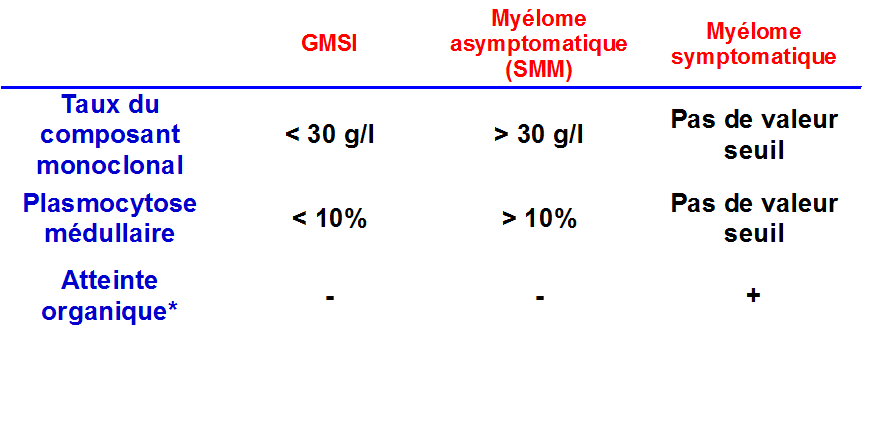 GMSI
Myélome
asymptomatique
(SMM)
Myélome
symptomatique
Taux du
composant
monoclonal
< 30 g/l
> 30 g/l
Pas de valeur
seuil
Plasmocytose
médullaire
< 10%
> 10%
Pas de valeur
seuil
Atteinte
organique*
-
-
+